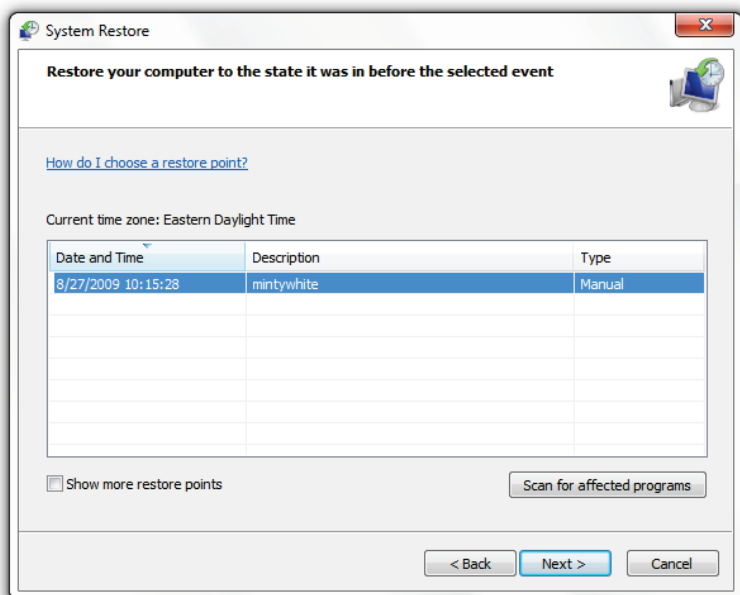 System Restore
Restore your computer to the state it was in before the selected event
How do I choose a restore point?
Current time zone: Eastern Daylight Time
Date and Time Description Type
8/27/2009 10:15:28 mintywhite Manual
Show more restore points Scan for affected programs
< Back Next > Cancel